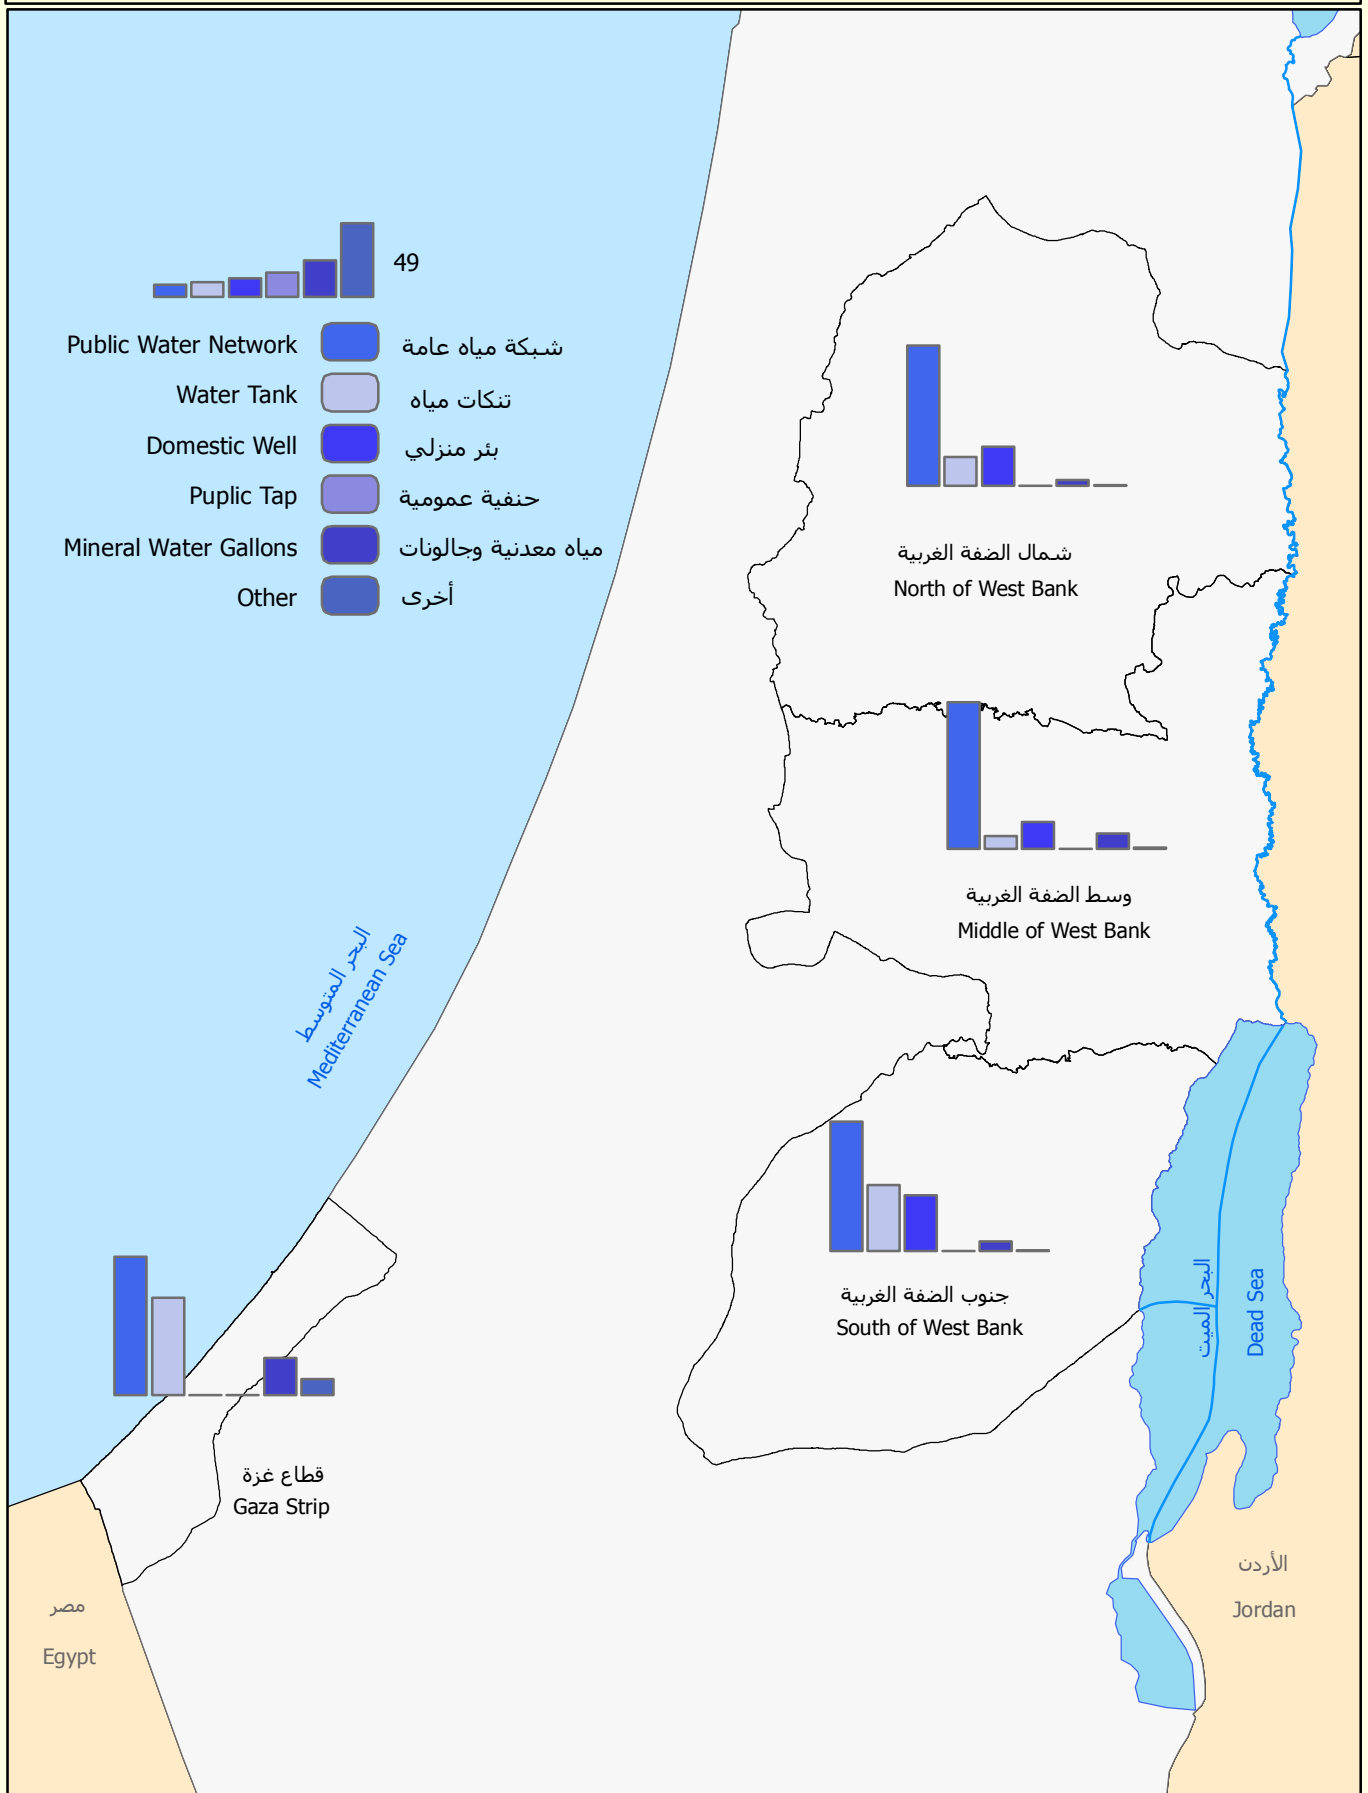 49
Public Water Network شبكة مياه عامة
Water Tank تنكات مياه
Domestic Well بئر منزلي
Puplic Tap حنفية عمومية
Mineral Water Gallons مياه معدنية وجالونات
Other أخرى
شمال الضفة الغربية
North of West Bank
وسط الضفة الغربية
Middle of West Bank
البحر المتوسط
Mediterranean Sea
جنوب الضفة الغربية
South of West Bank
البحر الميت
Dead Sea
قطاع غزة
Gaza Strip
الأردن
Jordan
مصر
Egypt